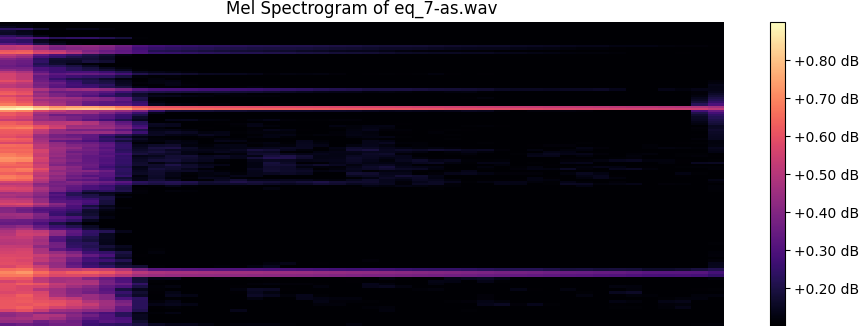 Mel Spectrogram of eq_7-as.wav
+0.80 dB
+0.70 dB
+0.60 dB
+0.50 dB
+0.40 dB
+0.30 dB
+0.20 dB